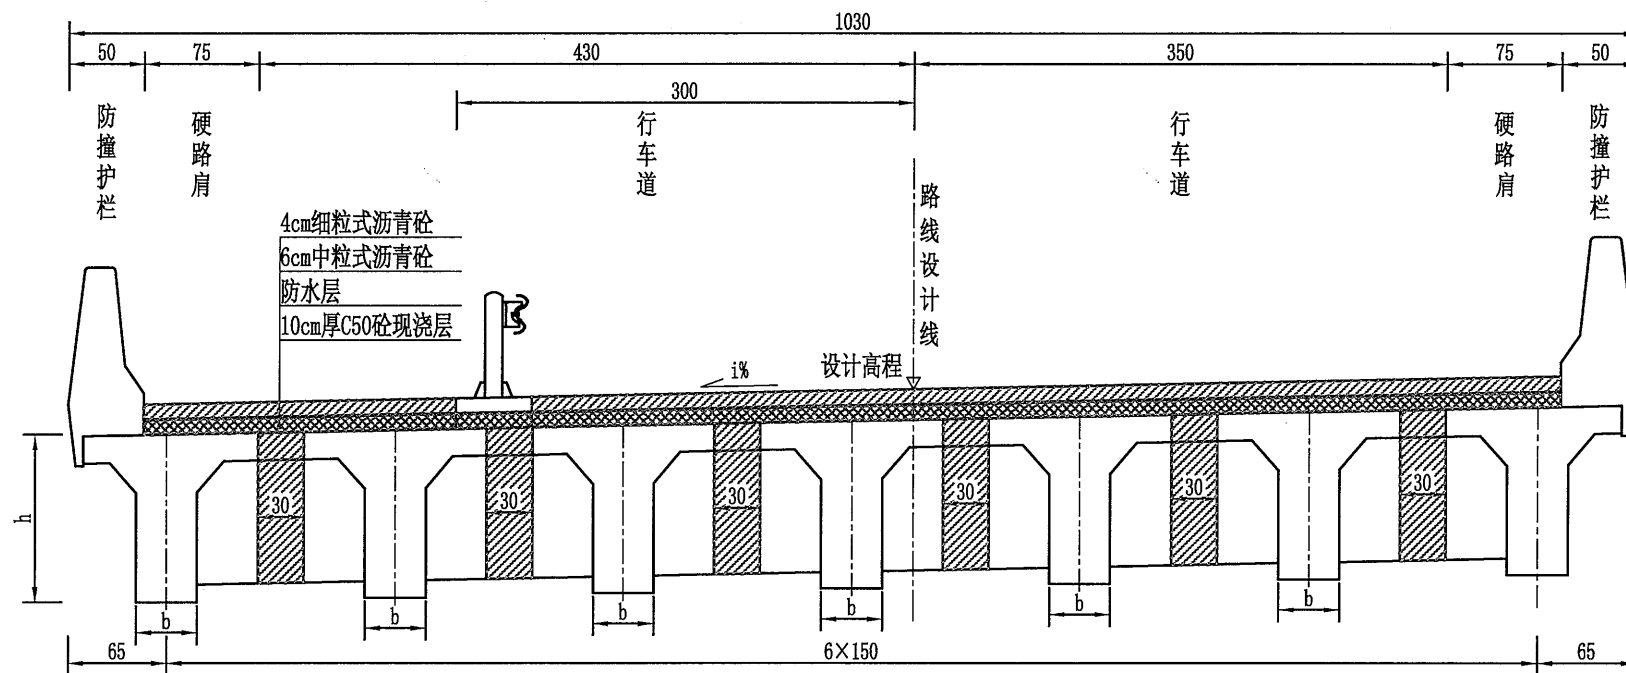 1030
50
75
430
350
75
50
300
防撞护栏
硬路肩
行车道
行车道
硬路肩
防撞护栏
路线设计线
4cm细粒式沥青砼
6cm中粒式沥青砼
防水层
10cm厚C50砼现浇层
i%
设计高程
h
30
30
30
30
30
30
b
b
b
b
b
b
65
6×150
65